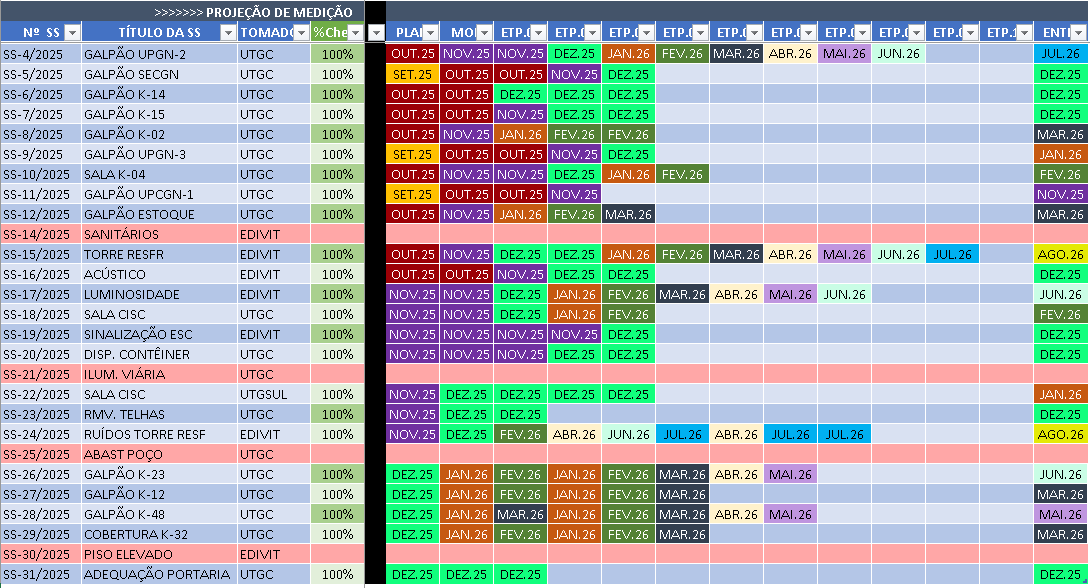 >>>>>>> PROJEÇÃO DE MEDIÇÃO
Nº SS TÍTULO DA SS TOMADO %Che PLA MO ETP. ETP. ETP. ETP. ETP. ETP. ETP. ETP. ETP. ETP.1 ENT
SS-4/2025 GALPÃO UPGN-2 UTGC 100% OUT.25 NOV.25 NOV.25 DEZ.25 JAN.26 FEV.26 MAR.26 ABR.26 MAI.26 JUN.26 JUL.26
SS-5/2025 GALPÃO SECGN UTGC 100% SET.25 OUT.25 OUT.25 NOV.25 DEZ.25 DEZ.25
SS-6/2025 GALPÃO K-14 UTGC 100% OUT.25 OUT.25 DEZ.25 DEZ.25 DEZ.25 DEZ.25
SS-7/2025 GALPÃO K-15 UTGC 100% OUT.25 OUT.25 NOV.25 DEZ.25 DEZ.25 DEZ.25
SS-8/2025 GALPÃO K-02 UTGC 100% OUT.25 NOV.25 JAN.26 FEV.26 FEV.26 MAR.26
SS-9/2025 GALPÃO UPGN-3 UTGC 100% SET.25 OUT.25 OUT.25 NOV.25 DEZ.25 JAN.26
SS-10/2025 SALA K-04 UTGC 100% OUT.25 NOV.25 NOV.25 DEZ.25 JAN.26 FEV.26 FEV.26
SS-11/2025 GALPÃO UPCGN-1 UTGC 100% SET.25 OUT.25 OUT.25 NOV.25 NOV.25
SS-12/2025 GALPÃO ESTOQUE UTGC 100% OUT.25 NOV.25 JAN.26 FEV.26 MAR.26 MAR.26
SS-14/2025 SANITÁRIOS EDIVIT
SS-15/2025 TORRE RESFR EDIVIT 100% OUT.25 NOV.25 DEZ.25 DEZ.25 JAN.26 FEV.26 MAR.26 ABR.26 MAI.26 JUN.26 JUL.26 AGO.26
SS-16/2025 ACÚSTICO EDIVIT 100% OUT.25 OUT.25 NOV.25 DEZ.25 DEZ.25 DEZ.25
SS-17/2025 LUMINOSIDADE EDIVIT 100% NOV.25 NOV.25 DEZ.25 JAN.26 FEV.26 MAR.26 ABR.26 MAI.26 JUN.26 JUN.26
SS-18/2025 SALA CISC UTGC 100% NOV.25 NOV.25 DEZ.25 JAN.26 FEV.26 FEV.26
SS-19/2025 SINALIZAÇÃO ESC EDIVIT 100% NOV.25 NOV.25 NOV.25 NOV.25 DEZ.25 DEZ.25
SS-20/2025 DISP. CONTÊINER UTGC 100% NOV.25 NOV.25 NOV.25 DEZ.25 DEZ.25 DEZ.25
SS-21/2025 ILUM. VIÁRIA UTGC
SS-22/2025 SALA CISC UTGSUL 100% NOV.25 DEZ.25 DEZ.25 DEZ.25 DEZ.25 JAN.26
SS-23/2025 RMV. TELHAS UTGC 100% NOV.25 DEZ.25 DEZ.25 DEZ.25
SS-24/2025 RUÍDOS TORRE RESF EDIVIT 100% NOV.25 DEZ.25 FEV.26 ABR.26 JUN.26 JUL.26 ABR.26 JUL.26 JUL.26 AGO.26
SS-25/2025 ABAST POÇO UTGC
SS-26/2025 GALPÃO K-23 UTGC 100% DEZ.25 JAN.26 FEV.26 JAN.26 FEV.26 MAR.26 ABR.26 MAI.26 JUN.26
SS-27/2025 GALPÃO K-12 UTGC 100% DEZ.25 JAN.26 FEV.26 JAN.26 FEV.26 MAR.26 MAR.26
SS-28/2025 GALPÃO K-48 UTGC 100% DEZ.25 JAN.26 MAR.26 JAN.26 FEV.26 MAR.26 ABR.26 MAI.26 MAI.26
SS-29/2025 COBERTURA K-32 UTGC 100% DEZ.25 JAN.26 FEV.26 JAN.26 FEV.26 MAR.26 MAR.26
SS-30/2025 PISO ELEVADO EDIVIT
SS-31/2025 ADEQUAÇÃO PORTARIA UTGC 100% DEZ.25 DEZ.25 DEZ.25 DEZ.25